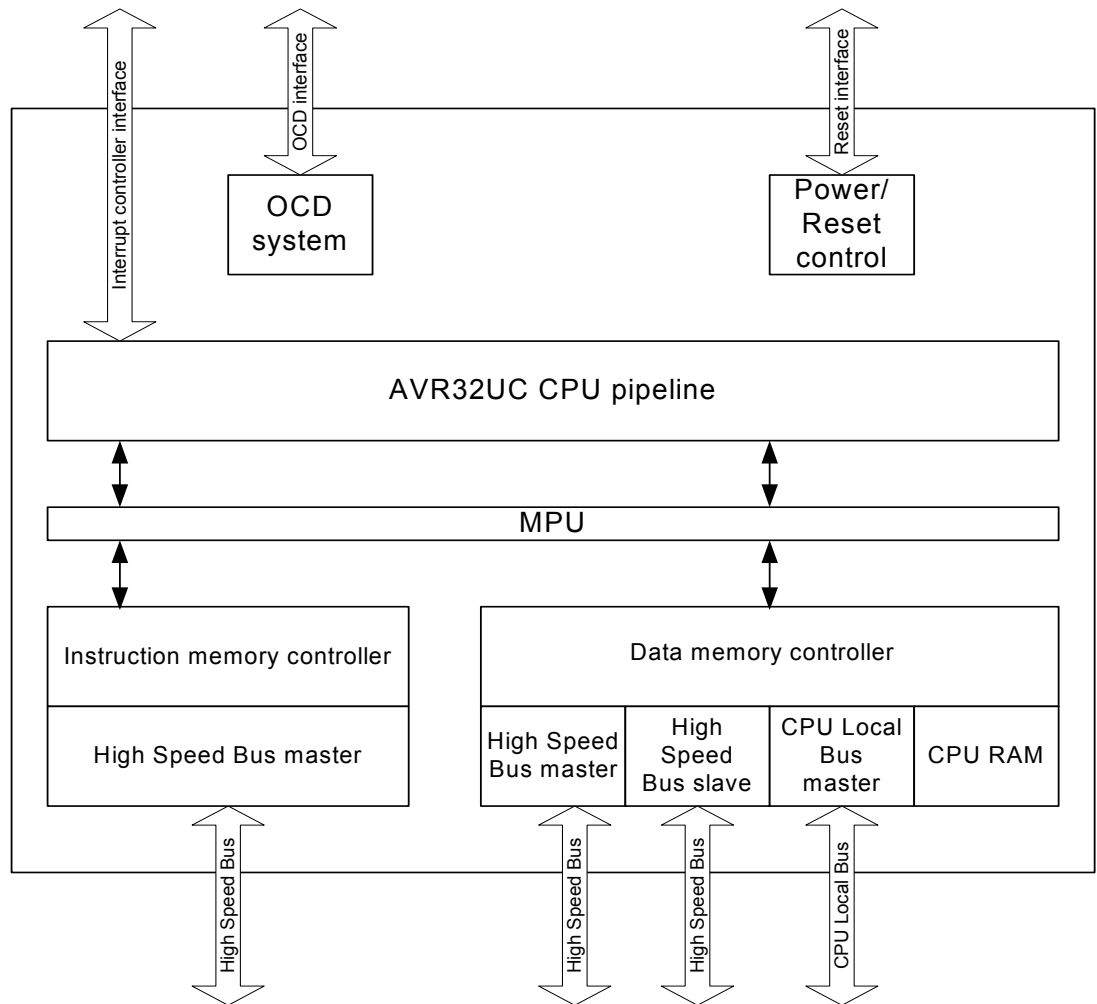 Interrupt controller interface
OCD interface
Reset interface
OCD
system
Power/
Reset
control
AVR32UC CPU pipeline
MPU
Instruction memory controller
High Speed Bus master
Data memory controller
High Speed
Bus master
High
Speed
Bus slave
CPU Local
Bus
master
CPU RAM
High Speed Bus
High Speed Bus
High Speed Bus
CPU Local Bus